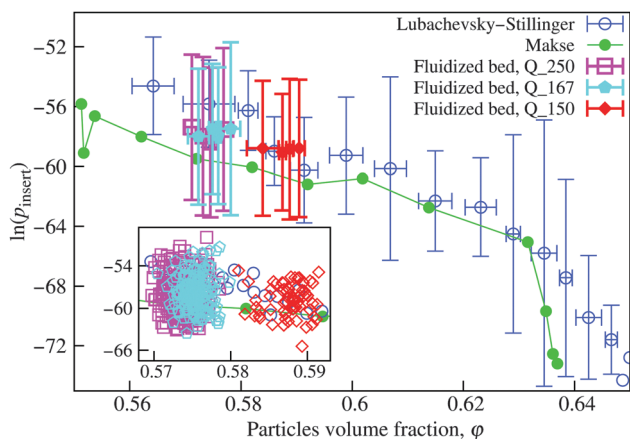 Lubachevsky-Stillinger
Makse
Fluidized bed, Q_250
Fluidized bed, Q_167
Fluidized bed, Q_150
ln(p_insert)
−52
−56
−60
−64
−68
−72
−54
−58
−60
−66
0.57 0.58 0.59
0.56 0.58 0.6 0.62 0.64
Particles volume fraction, φ